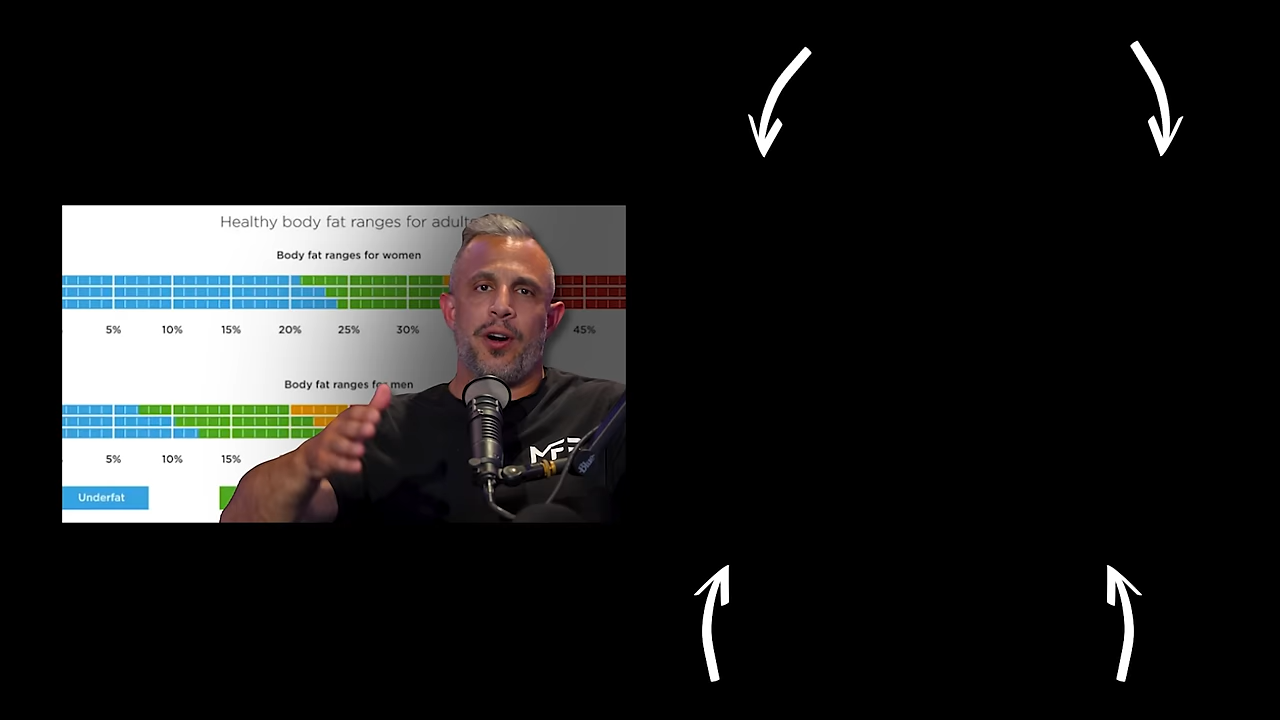 Healthy body fat ranges for adults
Body fat ranges for women
5% 10% 15% 20% 25% 30% 45%
Body fat ranges for men
5% 10% 15%
Underfat